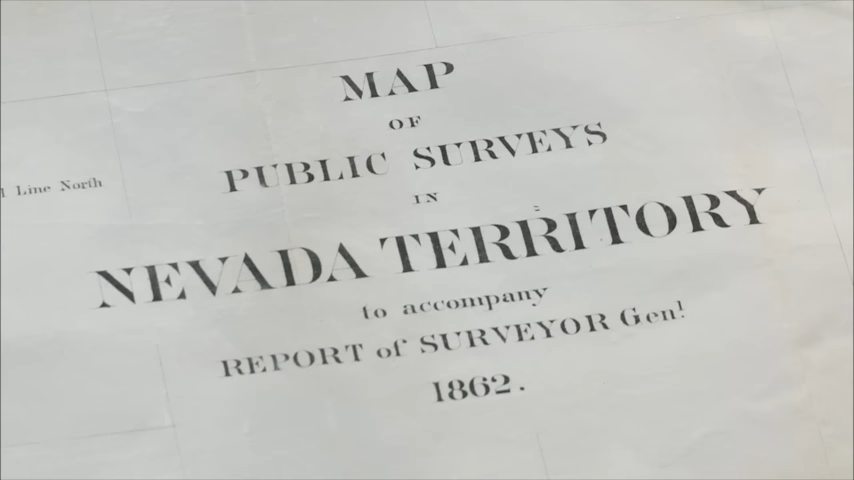 MAP
OF
PUBLIC SURVEYS
IN
NEVADA TERRITORY
to accompany
REPORT of SURVEYOR Genl
1862.
Line North